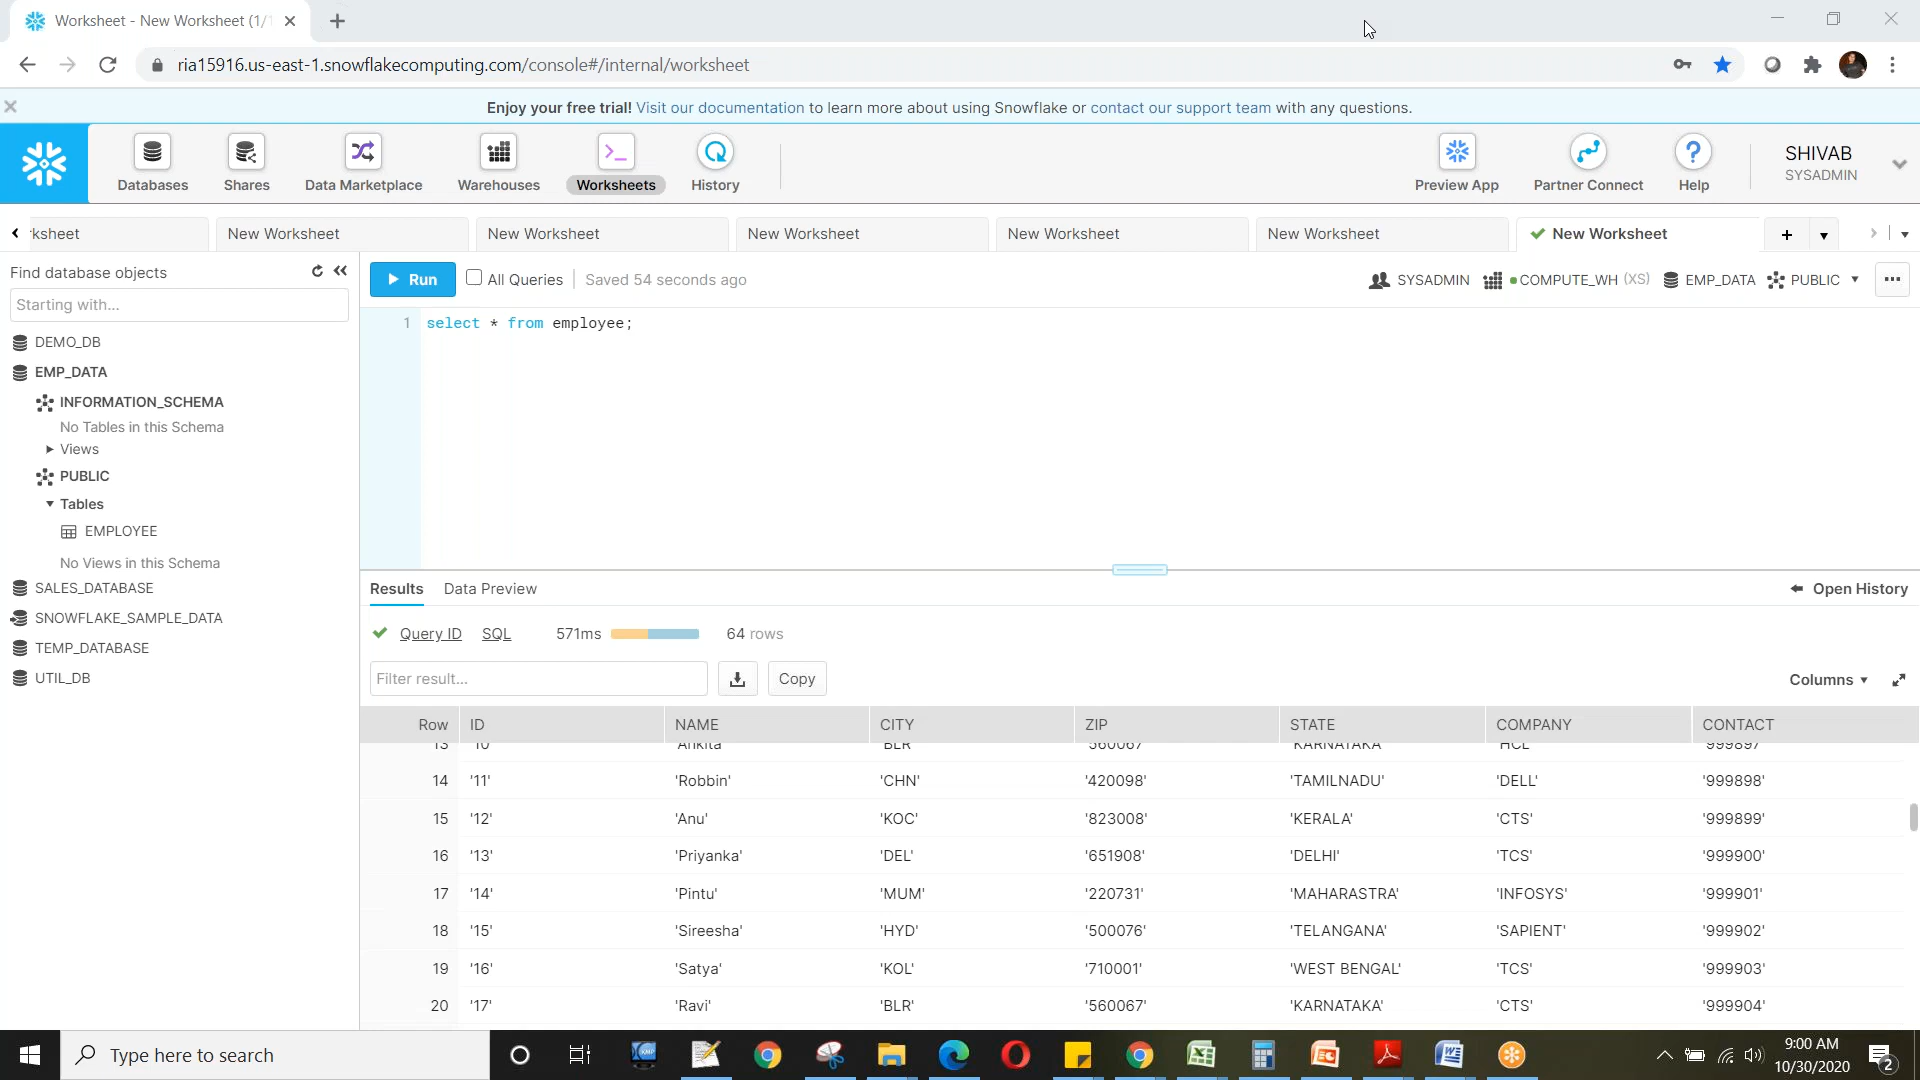 Worksheet - New Worksheet (1/1
ria15916.us-east-1.snowflakecomputing.com/console#/internal/worksheet
Enjoy your free trial! Visit our documentation to learn more about using Snowflake or contact our support team with any questions.
Databases Shares Data Marketplace Warehouses Worksheets History Preview App Partner Connect Help
SHIVAB
SYSADMIN
ksheet New Worksheet New Worksheet New Worksheet New Worksheet New Worksheet New Worksheet
Find database objects
Starting with...
DEMO_DB
EMP_DATA
INFORMATION_SCHEMA
No Tables in this Schema
Views
PUBLIC
Tables
EMPLOYEE
No Views in this Schema
SALES_DATABASE
SNOWFLAKE_SAMPLE_DATA
TEMP_DATABASE
UTIL_DB
Run All Queries Saved 54 seconds ago SYSADMIN COMPUTE_WH (XS) EMP_DATA PUBLIC
1 select * from employee;
Results Data Preview Open History
Query ID SQL 571ms 64 rows
Filter result... Copy Columns
Row ID NAME CITY ZIP STATE COMPANY CONTACT
13 '10' 'Ankita' 'BLR' '560067' 'KARNATAKA' 'HCL' '999897'
14 '11' 'Robbin' 'CHN' '420098' 'TAMILNADU' 'DELL' '999898'
15 '12' 'Anu' 'KOC' '823008' 'KERALA' 'CTS' '999899'
16 '13' 'Priyanka' 'DEL' '651908' 'DELHI' 'TCS' '999900'
17 '14' 'Pintu' 'MUM' '220731' 'MAHARASTRA' 'INFOSYS' '999901'
18 '15' 'Sireesha' 'HYD' '500076' 'TELANGANA' 'SAPIENT' '999902'
19 '16' 'Satya' 'KOL' '710001' 'WEST BENGAL' 'TCS' '999903'
20 '17' 'Ravi' 'BLR' '560067' 'KARNATAKA' 'CTS' '999904'
Type here to search
9:00 AM
10/30/2020
2